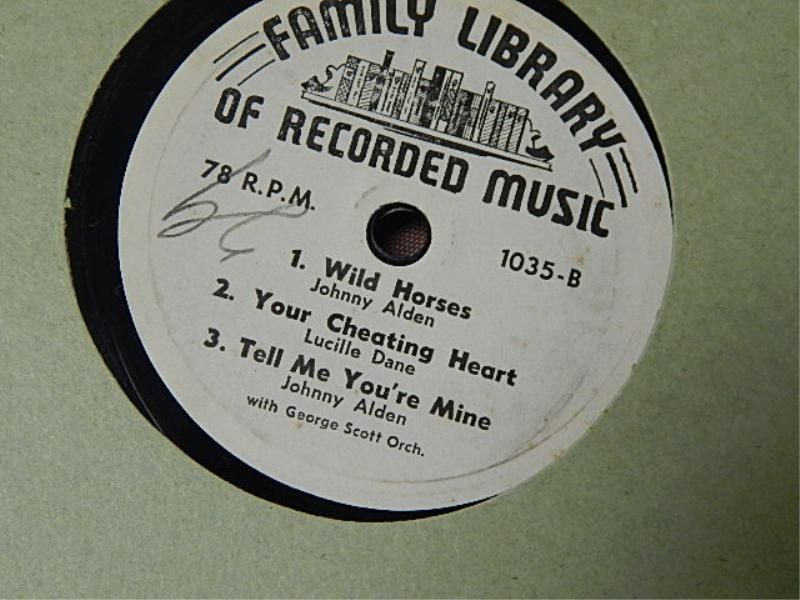 FAMILY LIBRARY
OF RECORDED MUSIC
78 R.P.M.
1035-B
1. Wild Horses
Johnny Alden
2. Your Cheating Heart
Lucille Dane
3. Tell Me You're Mine
Johnny Alden
with George Scott Orch.